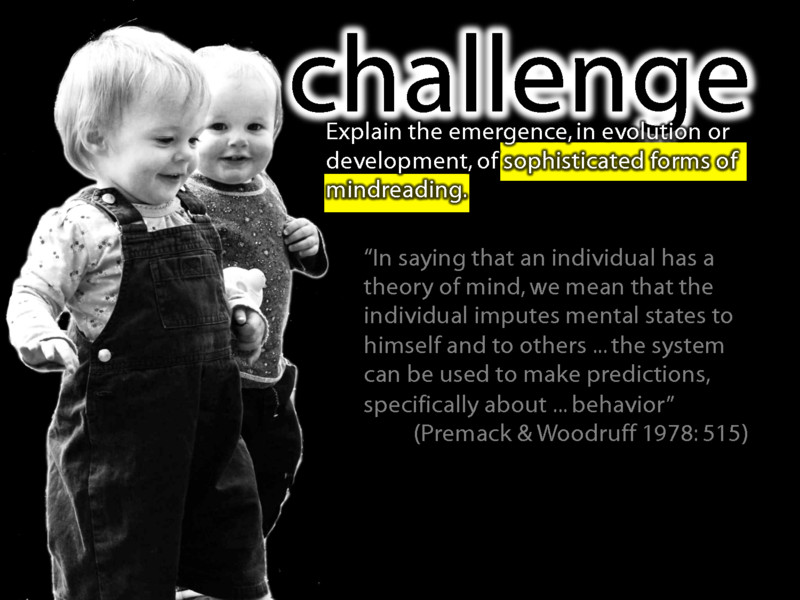 challenge
Explain the emergence, in evolution or
development, of sophisticated forms of
mindreading.
“In saying that an individual has a
theory of mind, we mean that the
individual imputes mental states to
himself and to others ... the system
can be used to make predictions,
specifically about ... behavior”
(Premack & Woodruff 1978: 515)